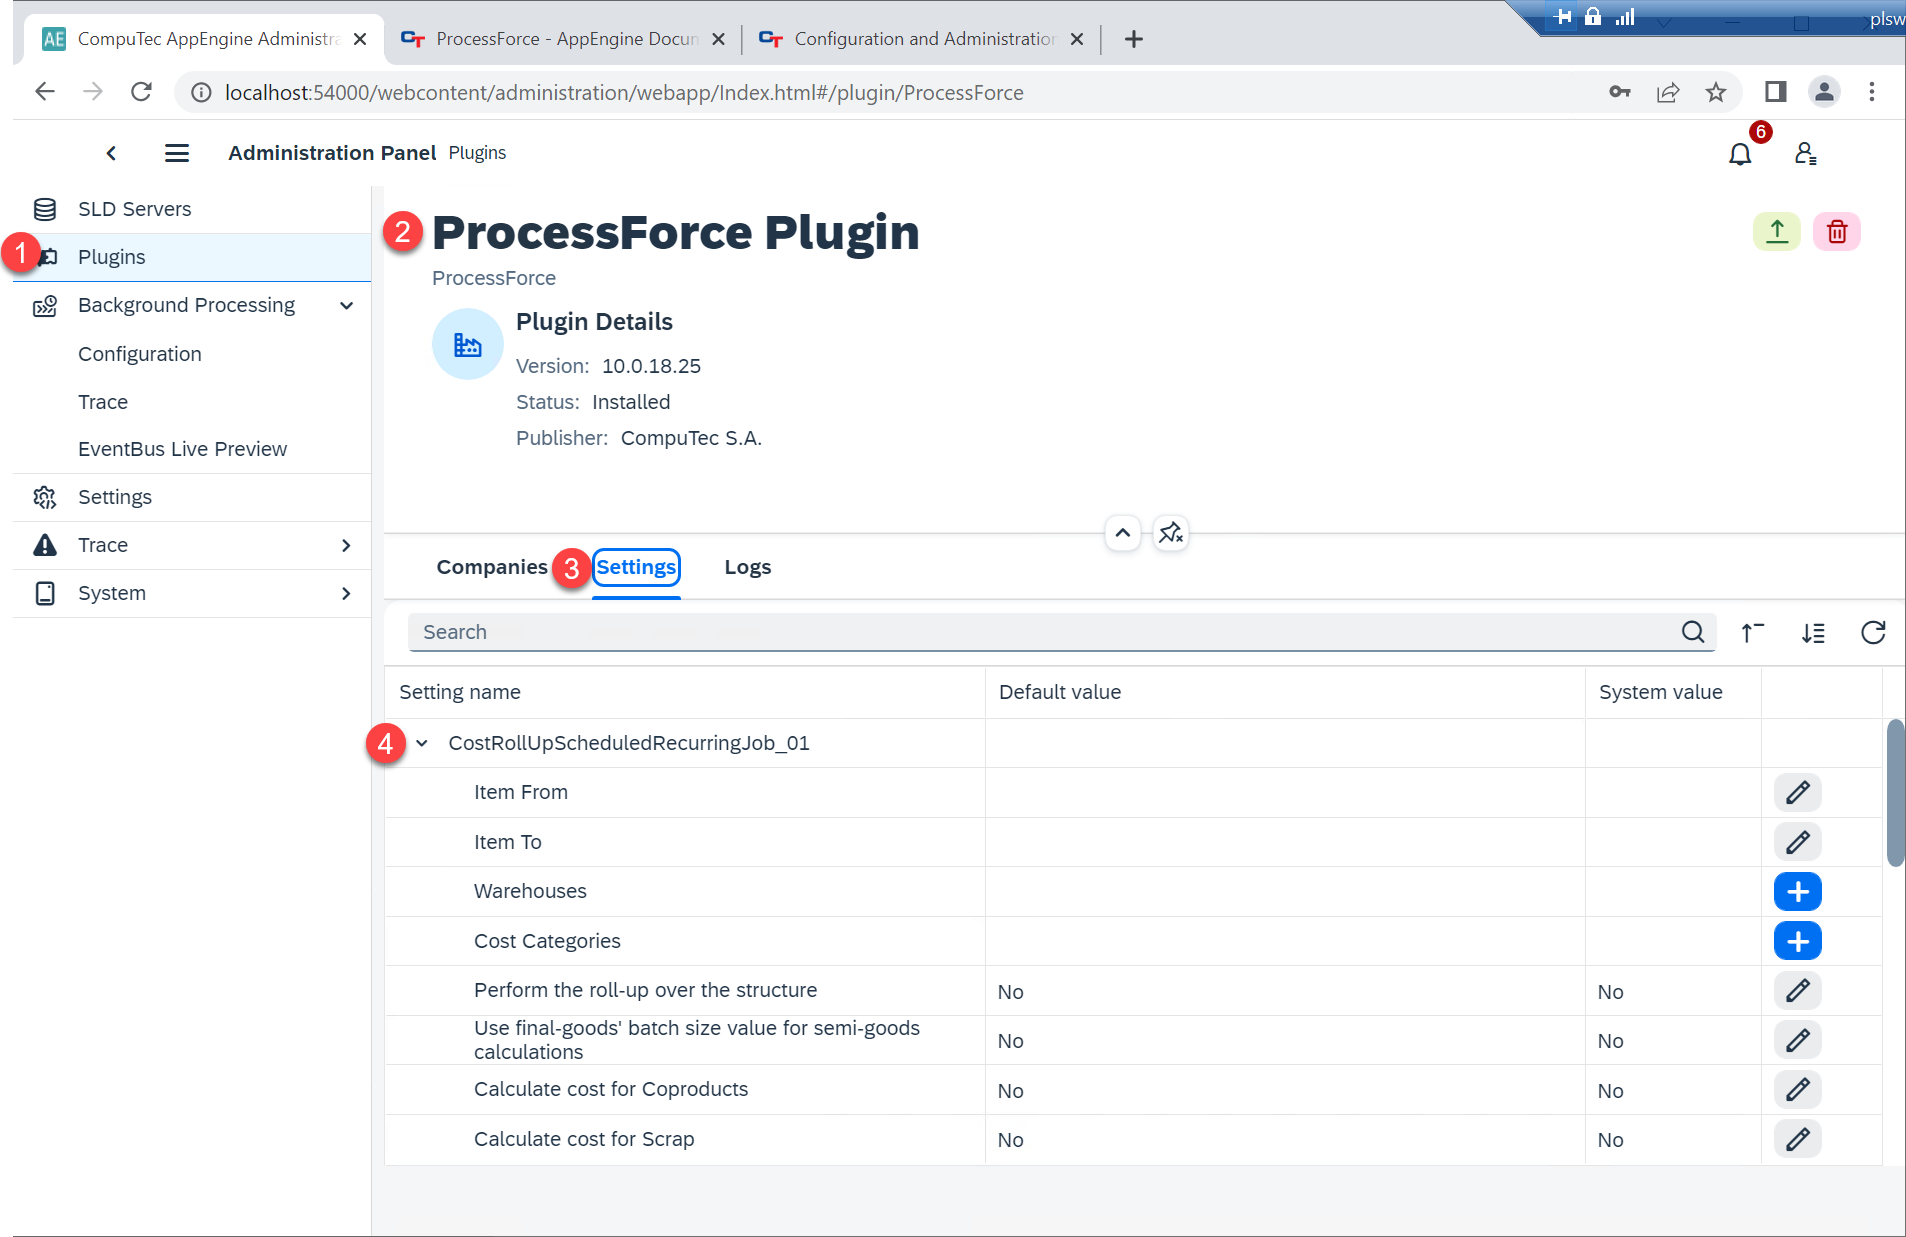 plsw
AE CompuTec AppEngine Administra
CT ProcessForce - AppEngine Docun
CT Configuration and Administration
localhost:54000/webcontent/administration/webapp/Index.html#/plugin/ProcessForce
Administration Panel Plugins
6
SLD Servers
1 Plugins
Background Processing
Configuration
Trace
EventBus Live Preview
Settings
Trace
System
2 ProcessForce Plugin
ProcessForce
Plugin Details
Version: 10.0.18.25
Status: Installed
Publisher: CompuTec S.A.
Companies 3 Settings Logs
Search
Setting name Default value System value
4 CostRollUpScheduledRecurringJob_01
Item From
Item To
Warehouses
Cost Categories
Perform the roll-up over the structure No No
Use final-goods' batch size value for semi-goods
calculations No No
Calculate cost for Coproducts No No
Calculate cost for Scrap No No